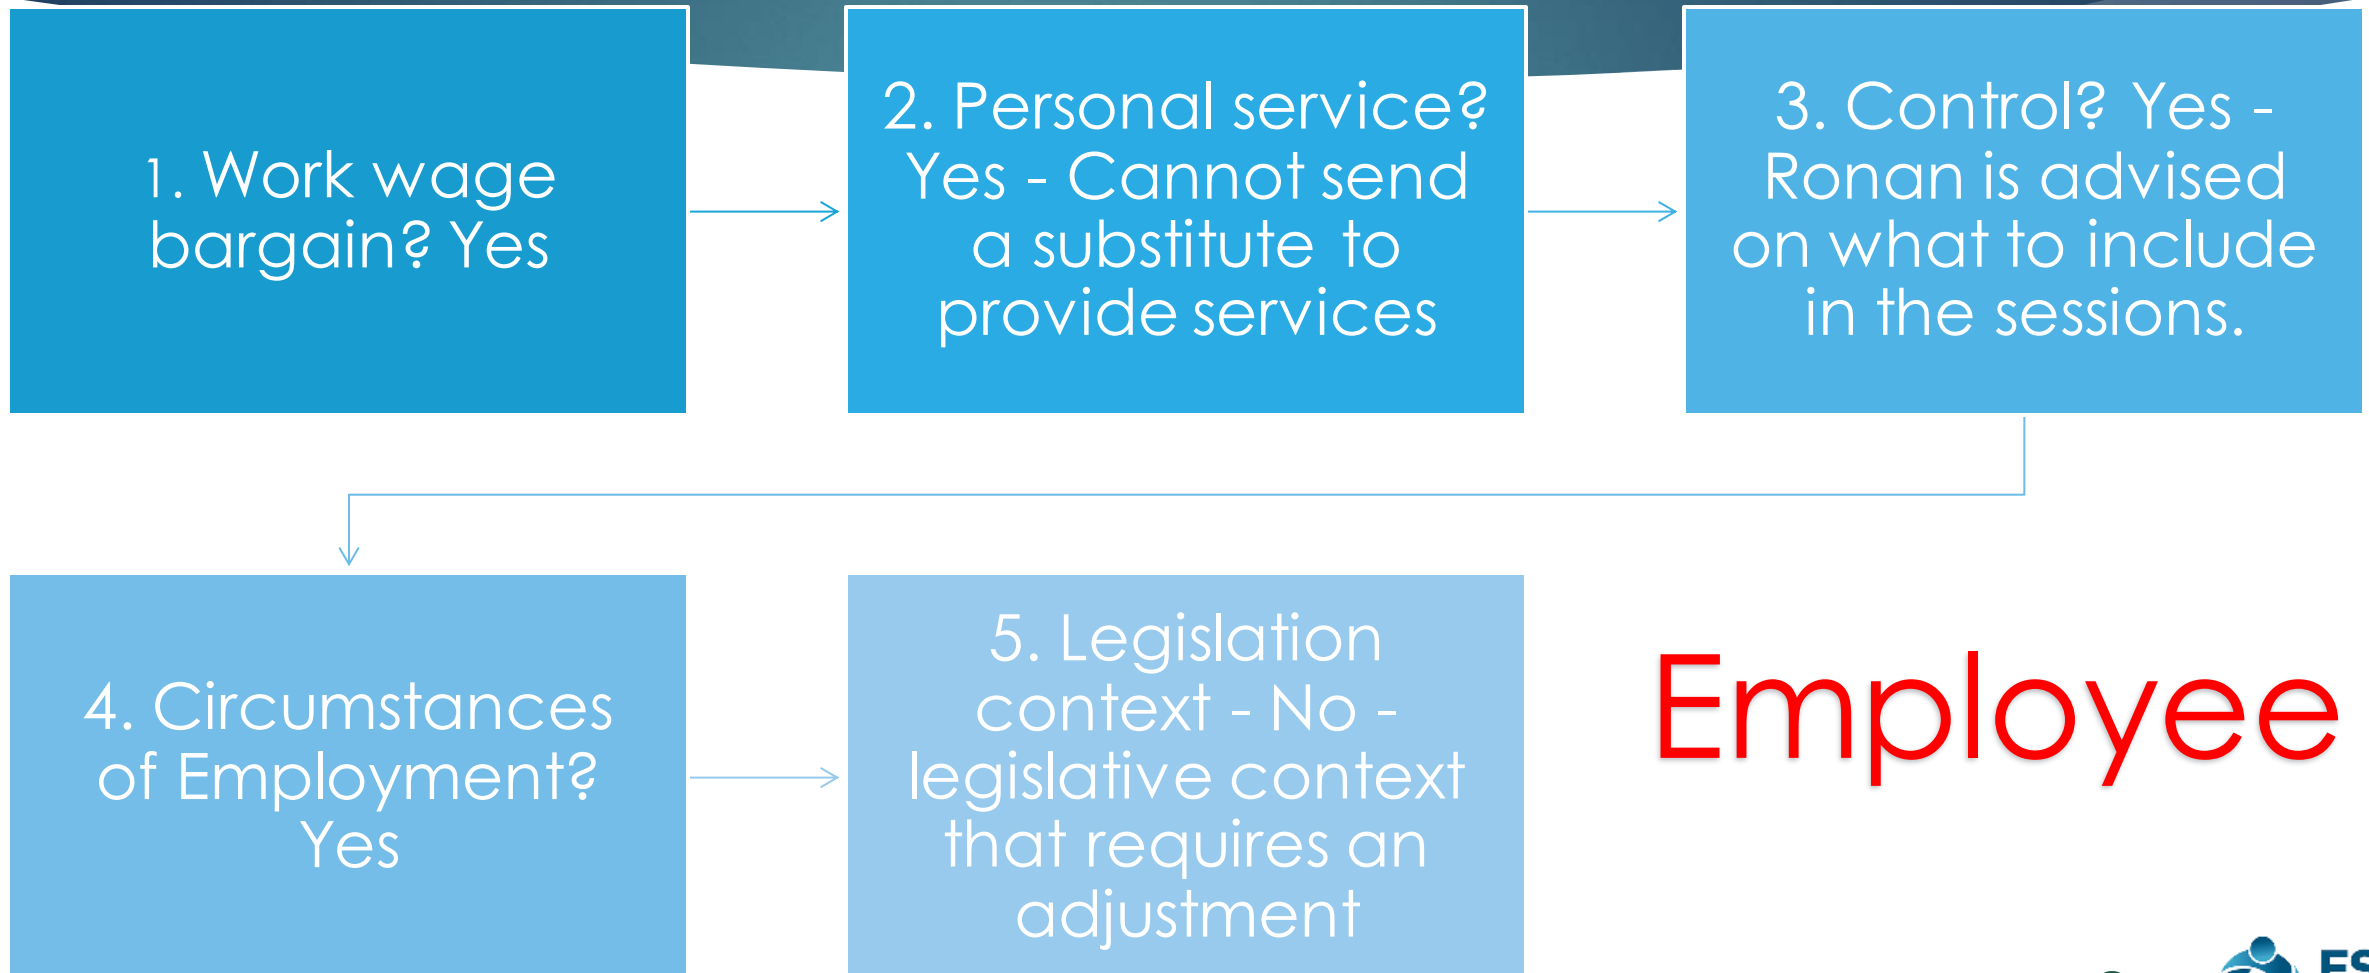 1. Work wage
bargain? Yes
2. Personal service?
Yes - Cannot send
a substitute to
provide services
3. Control? Yes -
Ronan is advised
on what to include
in the sessions.
4. Circumstances
of Employment?
Yes
5. Legislation
context - No -
legislative context
that requires an
adjustment
Employee